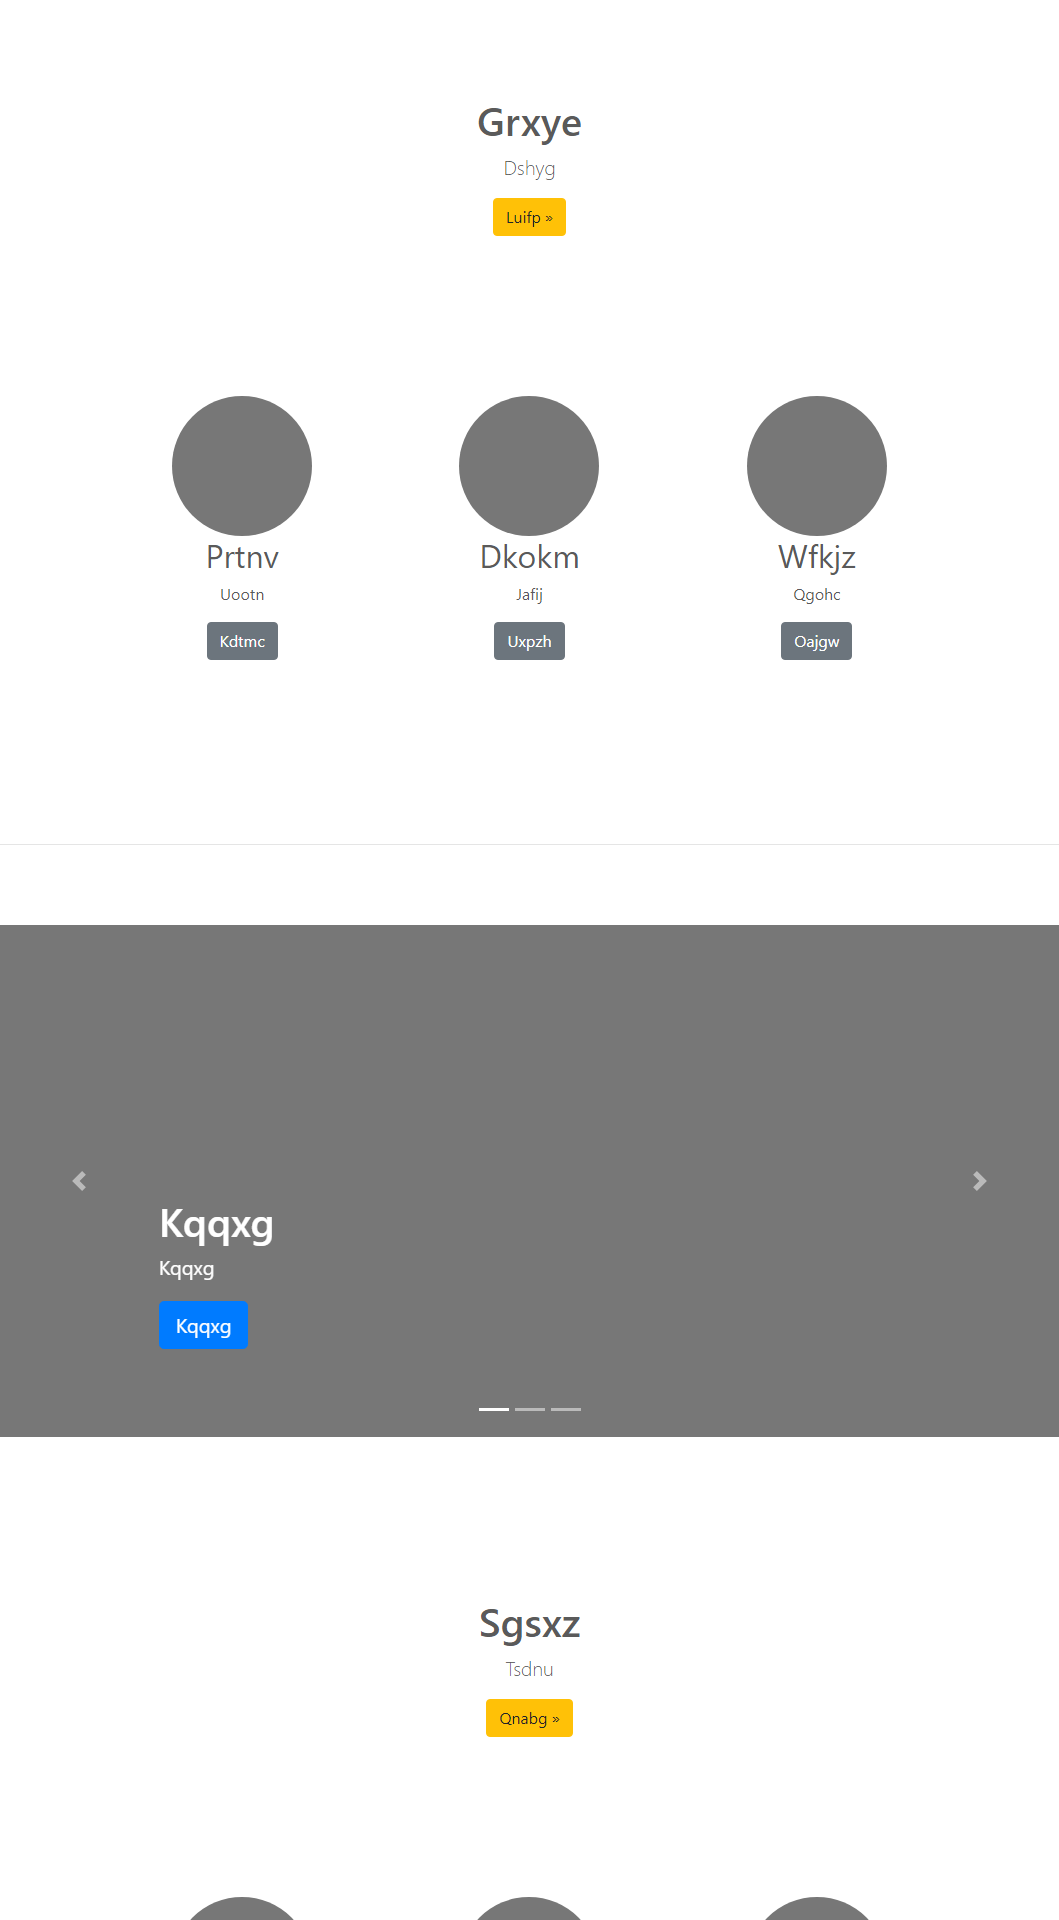 Grxye
Dshyg
Luifp »
Prtnv
Dkokm
Wfkjz
Uootn
Jafij
Qgohc
Kdtmc
Uxpzh
Oajgw
Kqqxg
Kqqxg
Kqqxg
Sgsxz
Tsdnu
Qnabg »